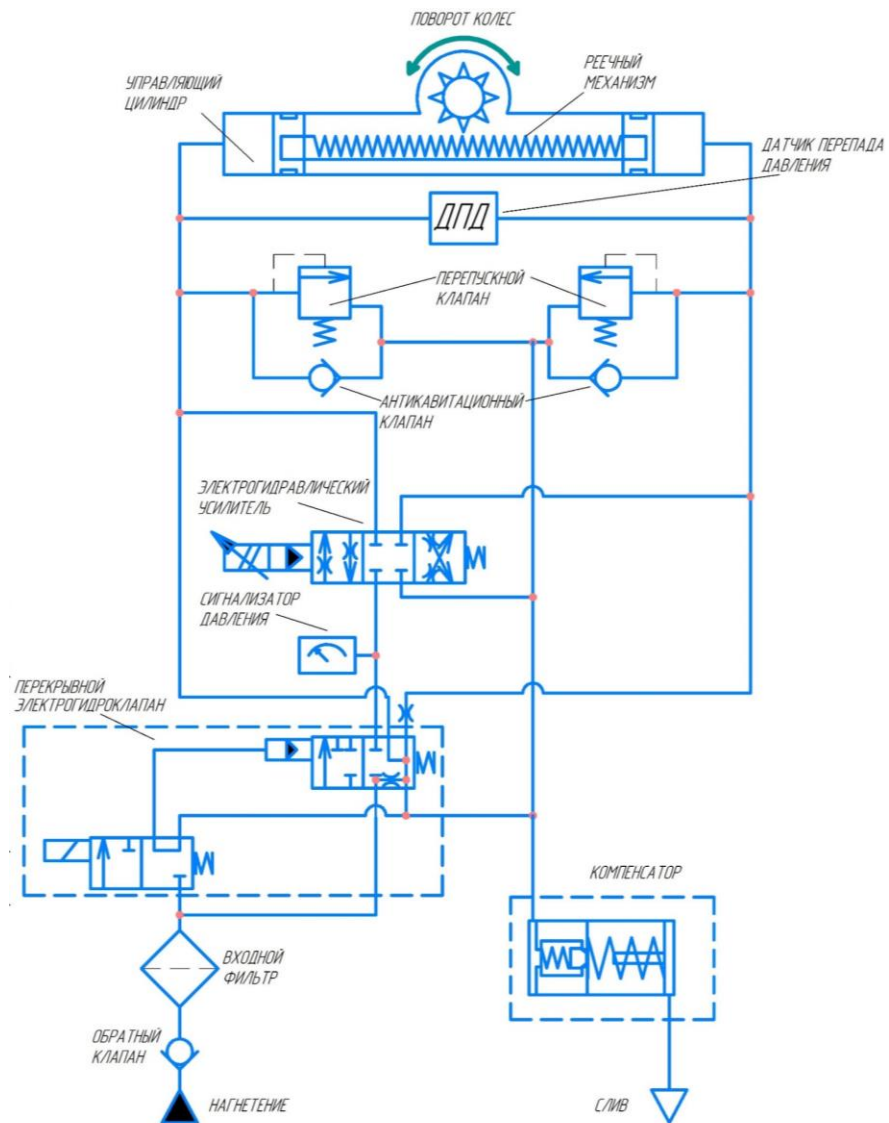 ПОВОРОТ КОЛЕС
УПРАВЛЯЮЩИЙ
ЦИЛИНДР
РЕЕЧНЫЙ
МЕХАНИЗМ
ДАТЧИК ПЕРЕПАДА
ДАВЛЕНИЯ
ДПД
ПЕРЕПУСКНОЙ
КЛАПАН
АНТИКАВИТАЦИОННЫЙ
КЛАПАН
ЭЛЕКТРОГИДРАВЛИЧЕСКИЙ
УСИЛИТЕЛЬ
СИГНАЛИЗАТОР
ДАВЛЕНИЯ
ПЕРЕКРЫВНОЙ
ЭЛЕКТРОГИДРОКЛАПАН
КОМПЕНСАТОР
ВХОДНОЙ
ФИЛЬТР
ОБРАТНЫЙ
КЛАПАН
НАГНЕТЕНИЕ
СЛИВ